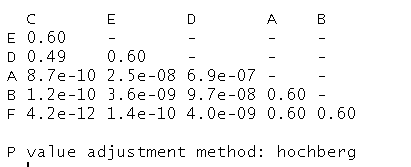 C E D A B
E 0.60 - - - -
D 0.49 0.60 - - -
A 8.7e-10 2.5e-08 6.9e-07 - -
B 1.2e-10 3.6e-09 9.7e-08 0.60 -
F 4.2e-12 1.4e-10 4.0e-09 0.60 0.60
P value adjustment method: hochberg